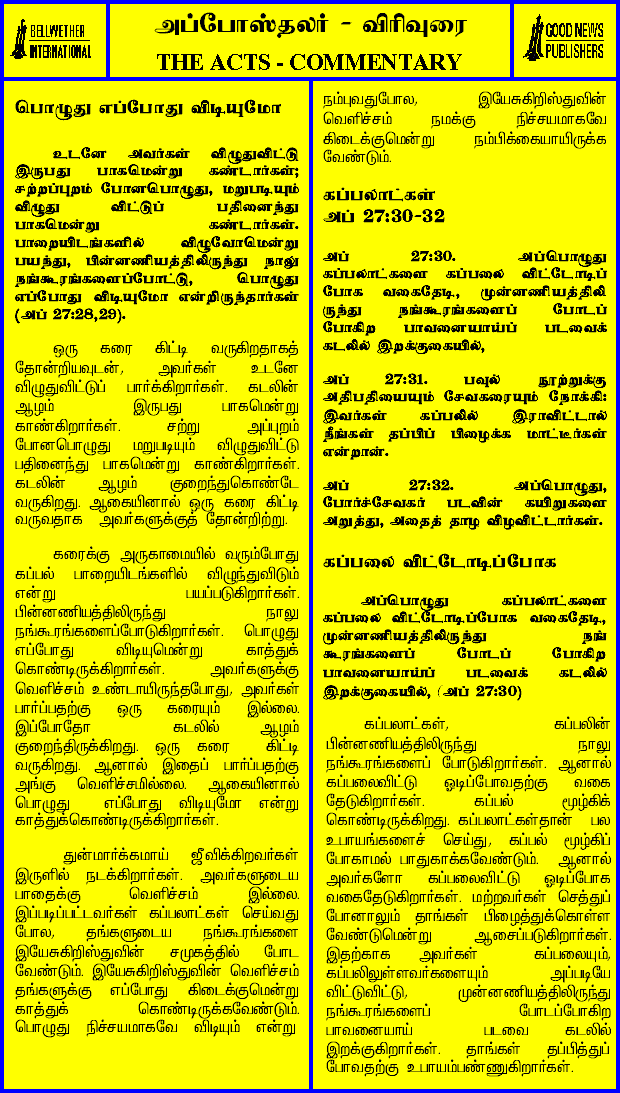 BELLWETHER
INTERNATIONAL
அப்போஸ்தலர் - விரிவுரை
THE ACTS - COMMENTARY
GOOD NEWS
PUBLISHERS
பொழுது எப்போது விடியுமோ
உடனே அவர்கள் விழுதுவிட்டு
இருபது பாகமென்று கண்டார்கள்;
சற்றப்புறம் போனபொழுது, மறுபடியும்
விழுது விட்டுப் பதினைந்து
பாகமென்று கண்டார்கள்.
பாறையிடங்களில் விழுவோமென்று
பயந்து, பின்னணியத்திலிருந்து நாலு
நங்கூரங்களைப்போட்டு, பொழுது
எப்போது விடியுமோ என்றிருந்தார்கள்
(அப் 27:28,29).
ஒரு கரை கிட்டி வருகிறதாகத்
தோன்றியவுடன், அவர்கள் உடனே
விழுதுவிட்டுப் பார்க்கிறார்கள். கடலின்
ஆழம் இருபது பாகமென்று
காண்கிறார்கள். சற்று அப்புறம்
போனபொழுது மறுபடியும் விழுதுவிட்டு
பதினைந்து பாகமென்று காண்கிறார்கள்.
கடலின் ஆழம் குறைந்துகொண்டே
வருகிறது. ஆகையினால் ஒரு கரை கிட்டி
வருவதாக அவர்களுக்குத் தோன்றிற்று.
கரைக்கு அருகாமையில் வரும்போது
கப்பல் பாறையிடங்களில் விழுந்துவிடும்
என்று பயப்படுகிறார்கள்.
பின்னணியத்திலிருந்து நாலு
நங்கூரங்களைப்போடுகிறார்கள். பொழுது
எப்போது விடியுமென்று காத்துக்
கொண்டிருக்கிறார்கள். அவர்களுக்கு
வெளிச்சம் உண்டாயிருந்தபோது, அவர்கள்
பார்ப்பதற்கு ஒரு கரையும் இல்லை.
இப்போதோ கடலில் ஆழம்
குறைந்திருக்கிறது. ஒரு கரை கிட்டி
வருகிறது. ஆனால் இதைப் பார்ப்பதற்கு
அங்கு வெளிச்சமில்லை. ஆகையினால்
பொழுது எப்போது விடியுமோ என்று
காத்துக்கொண்டிருக்கிறார்கள்.
துன்மார்க்கமாய் ஜீவிக்கிறவர்கள்
இருளில் நடக்கிறார்கள். அவர்களுடைய
பாதைக்கு வெளிச்சம் இல்லை.
இப்படிப்பட்டவர்கள் கப்பலாட்கள் செய்வது
போல, தங்களுடைய நங்கூரங்களை
இயேசுகிறிஸ்துவின் சமுகத்தில் போட
வேண்டும். இயேசுகிறிஸ்துவின் வெளிச்சம்
தங்களுக்கு எப்போது கிடைக்குமென்று
காத்துக் கொண்டிருக்கவேண்டும்.
பொழுது நிச்சயமாகவே விடியும் என்று
நம்புவதுபோல, இயேசுகிறிஸ்துவின்
வெளிச்சம் நமக்கு நிச்சயமாகவே
கிடைக்குமென்று நம்பிக்கையாயிருக்க
வேண்டும்.
கப்பலாட்கள்
அப் 27:30-32
அப் 27:30. அப்பொழுது
கப்பலாட்களை கப்பலை விட்டோடிப்
போக வகைதேடி, முன்னணியத்திலி
ருந்து நங்கூரங்களைப் போடப்
போகிற பாவனையாய்ப் படவைக்
கடலில் இறக்குகையில்,
அப் 27:31. பவுல் நூற்றுக்கு
அதிபதியையும் சேவகரையும் நோக்கி:
இவர்கள் கப்பலில் இராவிட்டால்
நீங்கள் தப்பிப் பிழைக்க மாட்டீர்கள்
என்றான்.
அப் 27:32. அப்பொழுது,
போர்ச்சேவகர் படவின் கயிறுகளை
அறுத்து, அதைத் தாழ விழவிட்டார்கள்.
கப்பலை விட்டோடிப்போக
அப்பொழுது கப்பலாட்களை
கப்பலை விட்டோடிப்போக வகைதேடி,
முன்னணியத்திலிருந்து நங்
கூரங்களைப் போடப் போகிற
பாவனையாய்ப் படவைக் கடலில்
இறக்குகையில், (அப் 27:30)
கப்பலாட்கள், கப்பலின்
பின்னணியத்திலிருந்து நாலு
நங்கூரங்களைப் போடுகிறார்கள். ஆனால்
கப்பலைவிட்டு ஓடிப்போவதற்கு வகை
தேடுகிறார்கள். கப்பல் மூழ்கிக்
கொண்டிருக்கிறது. கப்பலாட்கள்தான் பல
உபாயங்களைச் செய்து, கப்பல் மூழ்கிப்
போகாமல் பாதுகாக்கவேண்டும். ஆனால்
அவர்களோ கப்பலைவிட்டு ஓடிப்போக
வகைதேடுகிறார்கள். மற்றவர்கள் செத்துப்
போனாலும் தாங்கள் பிழைத்துக்கொள்ள
வேண்டுமென்று ஆசைப்படுகிறார்கள்.
இதற்காக அவர்கள் கப்பலையும்,
கப்பலிலுள்ளவர்களையும் அப்படியே
விட்டுவிட்டு, முன்னணியத்திலிருந்து
நங்கூரங்களைப் போடப்போகிற
பாவனையாய் படவை கடலில்
இறக்குகிறார்கள். தாங்கள் தப்பித்துப்
போவதற்கு உபாயம்பண்ணுகிறார்கள்.